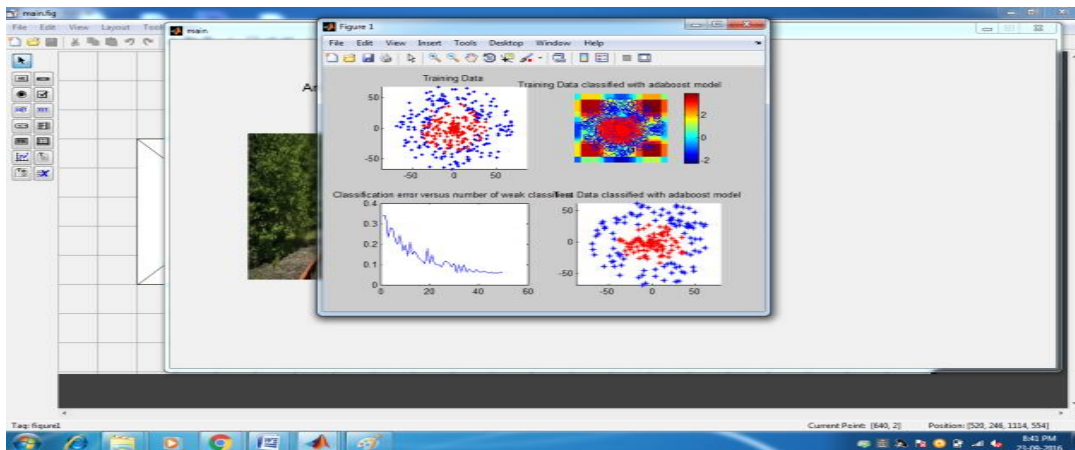 main.fig
File Edit View Layout
main
Figure 1
File Edit View Insert Tools Desktop Window Help
Training Data
Training Data classified with adaboost model
50
0
-50
-50 0 50
2
0
-2
Classification error versus number of weak classifiers
Test Data classified with adaboost model
0.4
0.3
0.2
0.1
0
0 20 40 60
50
0
-50
-50 0 50
Tag: figure1
Current Point: [640, 2] Position: [520, 246, 1114, 554]
8:41 PM
23-09-2016